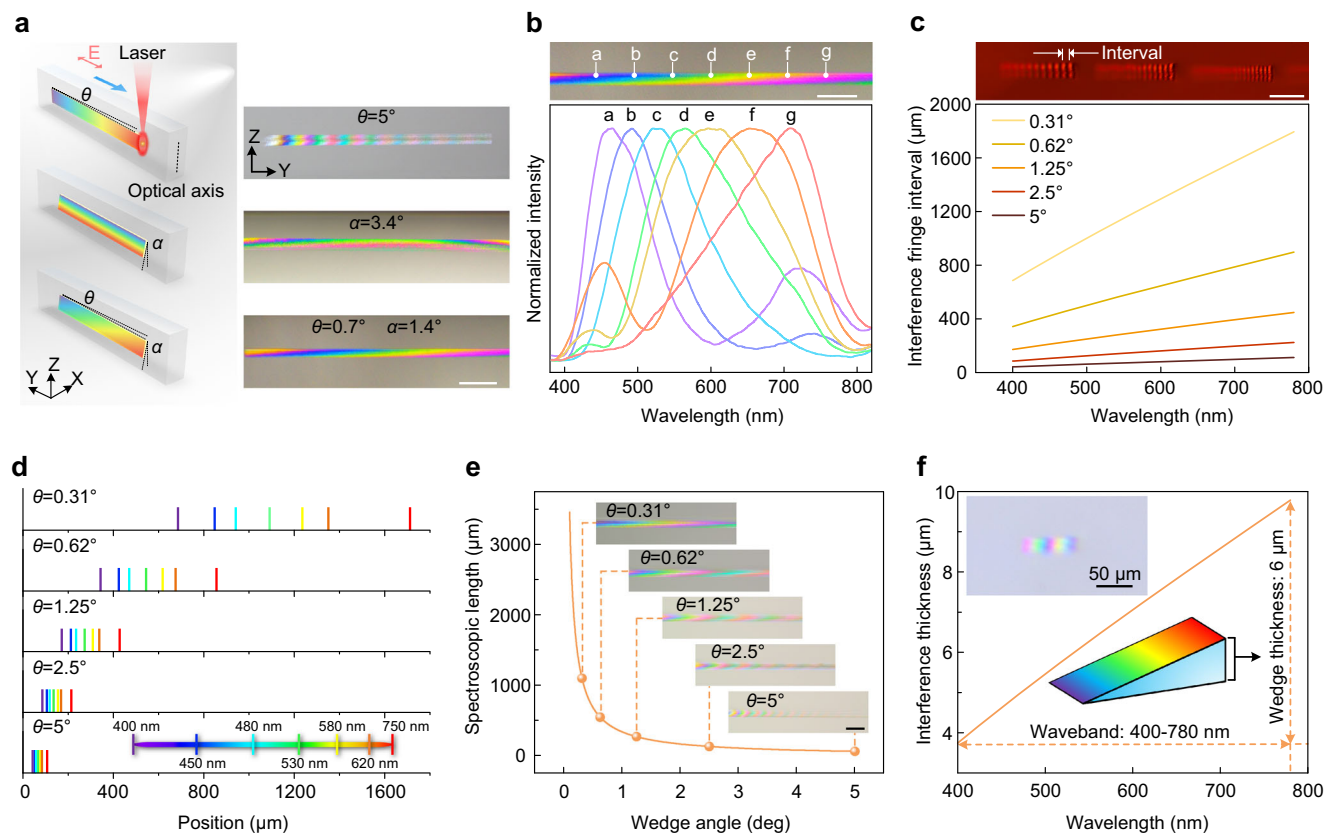 a
E
Laser
θ
Optical axis
α
θ
α
Y
Z
X
θ=5°
Z
Y
α=3.4°
θ=0.7° α=1.4°
b
a b c d e f g
a b c d e f g
Normalized intensity
400 500 600 700 800
Wavelength (nm)
c
Interval
2000
1600
1200
800
400
0
Interference fringe interval (µm)
0.31°
0.62°
1.25°
2.5°
5°
400 500 600 700 800
Wavelength (nm)
d
θ=0.31°
θ=0.62°
θ=1.25°
θ=2.5°
θ=5°
400 nm 480 nm 580 nm 750 nm
450 nm 530 nm 620 nm
0 400 800 1200 1600
Position (µm)
e
3000
2000
1000
0
Spectroscopic length (µm)
θ=0.31°
θ=0.62°
θ=1.25°
θ=2.5°
θ=5°
0 1 2 3 4 5
Wedge angle (deg)
f
10
8
6
4
Interference thickness (µm)
50 µm
Wedge thickness: 6 µm
Waveband: 400-780 nm
400 500 600 700 800
Wavelength (nm)